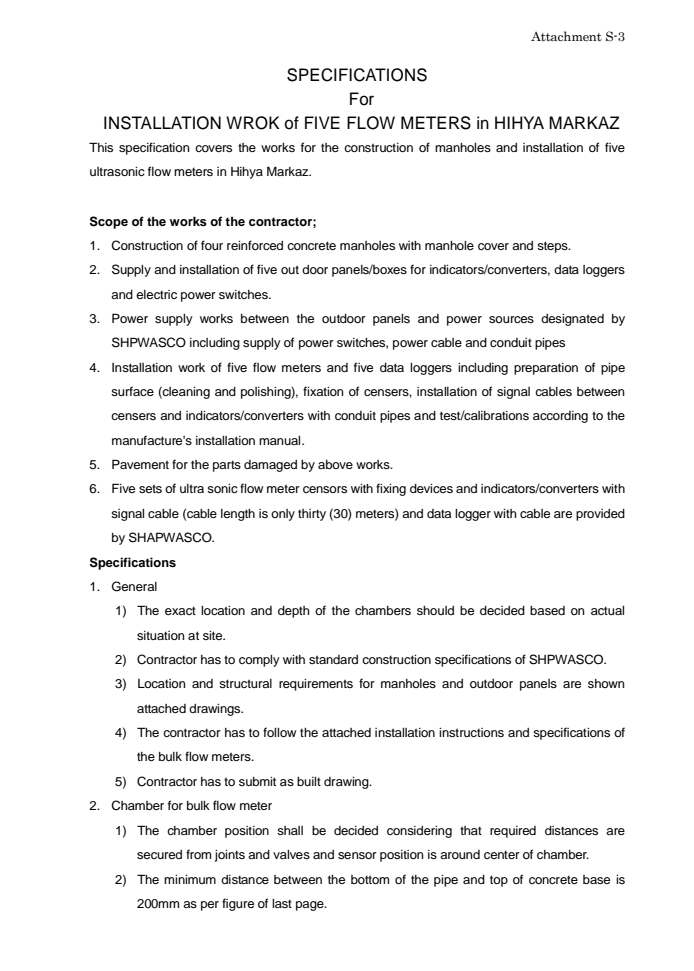 Attachment S-3
SPECIFICATIONS
For
INSTALLATION WROK of FIVE FLOW METERS in HIHYA MARKAZ
This specification covers the works for the construction of manholes and installation of five
ultrasonic flow meters in Hihya Markaz.
Scope of the works of the contractor;
1. Construction of four reinforced concrete manholes with manhole cover and steps.
2. Supply and installation of five out door panels/boxes for indicators/converters, data loggers
and electric power switches.
3. Power supply works between the outdoor panels and power sources designated by
SHPWASCO including supply of power switches, power cable and conduit pipes
4. Installation work of five flow meters and five data loggers including preparation of pipe
surface (cleaning and polishing), fixation of censers, installation of signal cables between
censers and indicators/converters with conduit pipes and test/calibrations according to the
manufacture's installation manual.
5. Pavement for the parts damaged by above works.
6. Five sets of ultra sonic flow meter censors with fixing devices and indicators/converters with
signal cable (cable length is only thirty (30) meters) and data logger with cable are provided
by SHAPWASCO.
Specifications
1. General
1) The exact location and depth of the chambers should be decided based on actual
situation at site.
2) Contractor has to comply with standard construction specifications of SHPWASCO.
3) Location and structural requirements for manholes and outdoor panels are shown
attached drawings.
4) The contractor has to follow the attached installation instructions and specifications of
the bulk flow meters.
5) Contractor has to submit as built drawing.
2. Chamber for bulk flow meter
1) The chamber position shall be decided considering that required distances are
secured from joints and valves and sensor position is around center of chamber.
2) The minimum distance between the bottom of the pipe and top of concrete base is
200mm as per figure of last page.